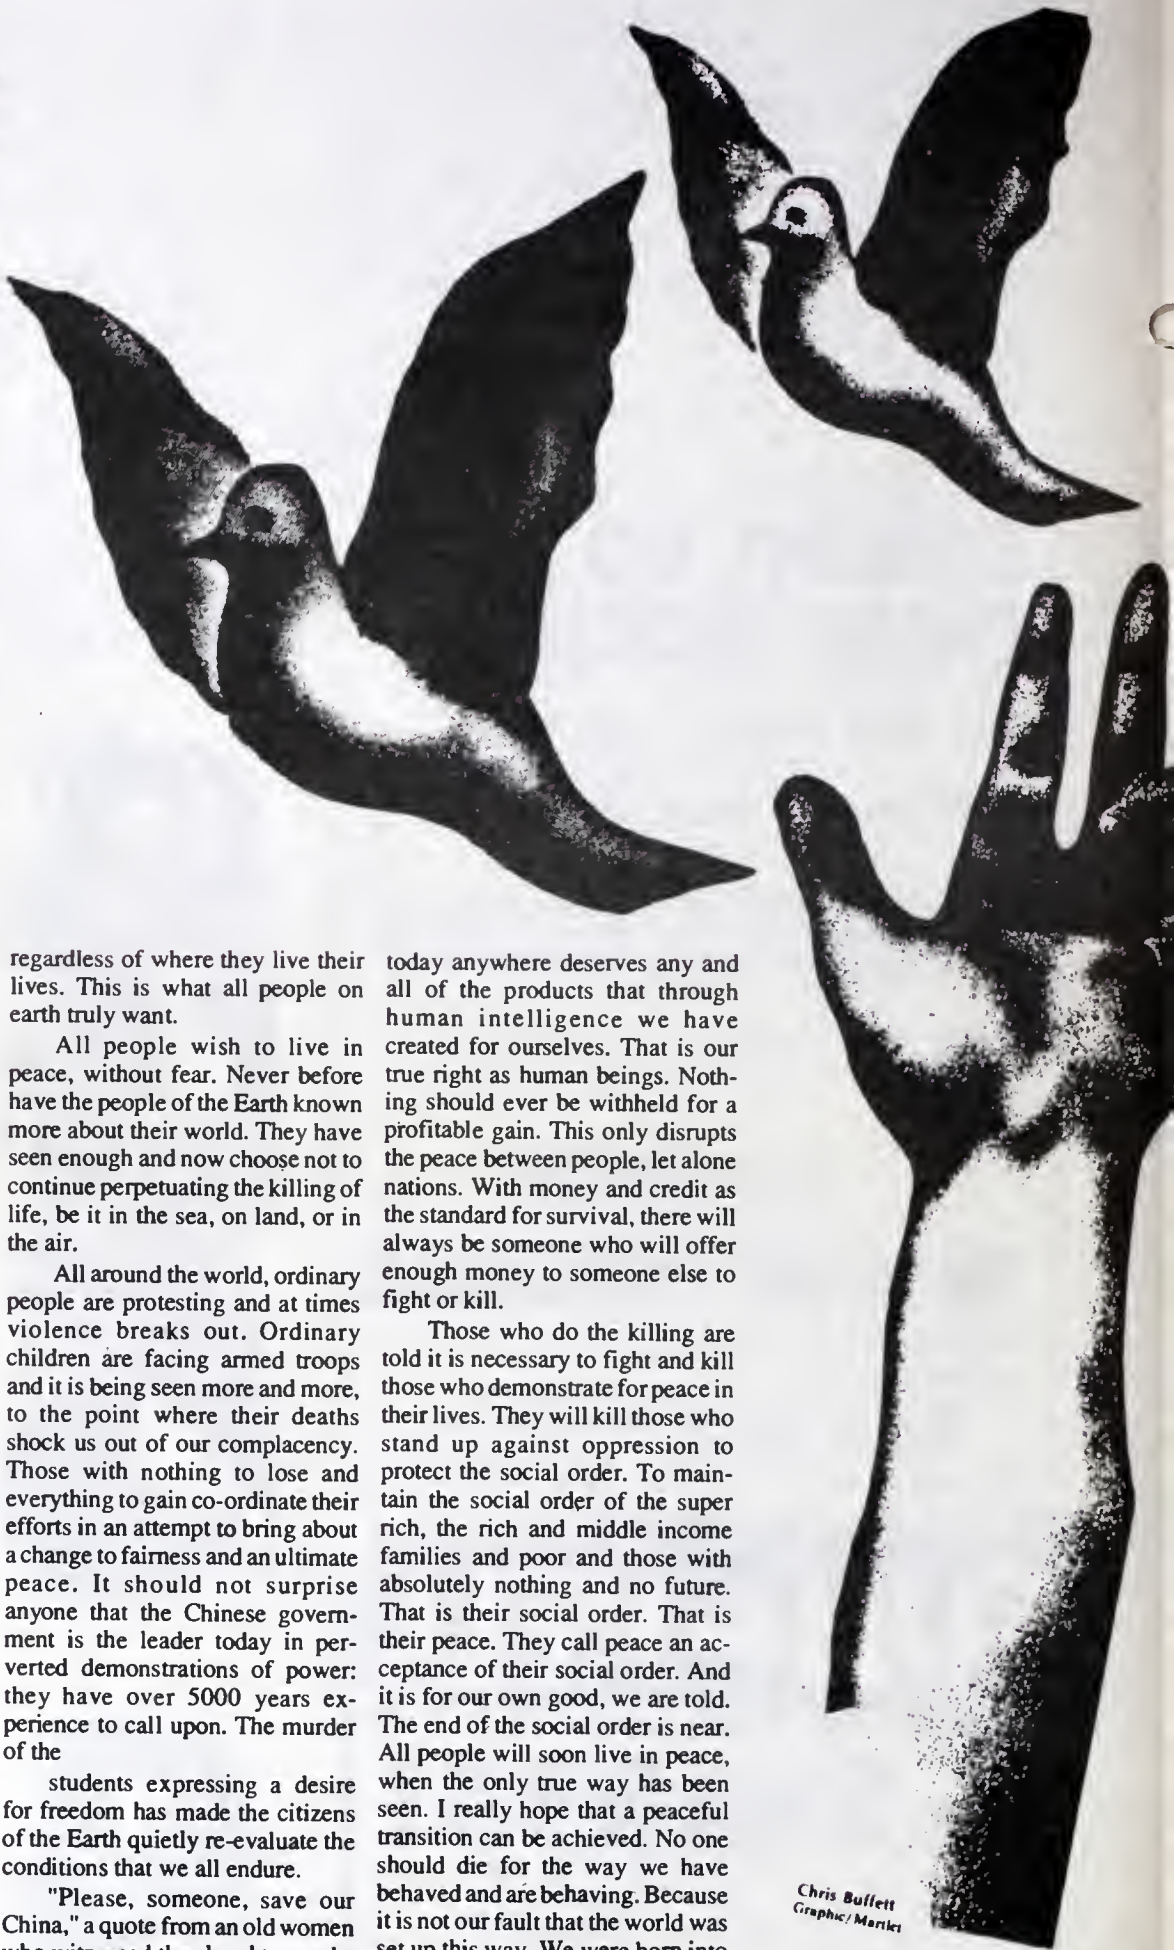 regardless of where they live their
lives. This is what all people on
earth truly want.
All people wish to live in
peace, without fear. Never before
have the people of the Earth known
more about their world. They have
seen enough and now choose not to
continue perpetuating the killing of
life, be it in the sea, on land, or in
the air.
All around the world, ordinary
people are protesting and at times
violence breaks out. Ordinary
children are facing armed troops
and it is being seen more and more,
to the point where their deaths
shock us out of our complacency.
Those with nothing to lose and
everything to gain co-ordinate their
efforts in an attempt to bring about
a change to fairness and an ultimate
peace. It should not surprise
anyone that the Chinese govern-
ment is the leader today in per-
verted demonstrations of power:
they have over 5000 years ex-
perience to call upon. The murder
of the
students expressing a desire
for freedom has made the citizens
of the Earth quietly re-evaluate the
conditions that we all endure.
"Please, someone, save our
China," a quote from an old women
today anywhere deserves any and
all of the products that through
human intelligence we have
created for ourselves. That is our
true right as human beings. Noth-
ing should ever be withheld for a
profitable gain. This only disrupts
the peace between people, let alone
nations. With money and credit as
the standard for survival, there will
always be someone who will offer
enough money to someone else to
fight or kill.
Those who do the killing are
told it is necessary to fight and kill
those who demonstrate for peace in
their lives. They will kill those who
stand up against oppression to
protect the social order. To main-
tain the social order of the super
rich, the rich and middle income
families and poor and those with
absolutely nothing and no future.
That is their social order. That is
their peace. They call peace an ac-
ceptance of their social order. And
it is for our own good, we are told.
The end of the social order is near.
All people will soon live in peace,
when the only true way has been
seen. I really hope that a peaceful
transition can be achieved. No one
should die for the way we have
behaved and are behaving. Because
it is not our fault that the world was
set up this way. We were born into
Chris Buffett
Graphic/Martlet